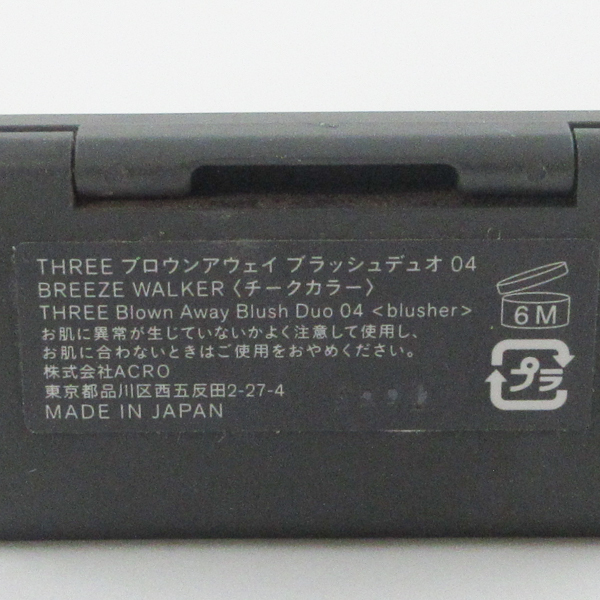 THREE ブロウンアウェイ ブラッシュデュオ 04
BREEZE WALKER〈チークカラー〉
THREE Blown Away Blush Duo 04 <blusher>
お肌に異常が生じていないかよく注意して使用し、
お肌に合わないときはご使用をおやめください。
株式会社ACRO
東京都品川区西五反田2-27-4
MADE IN JAPAN
6M
プラ